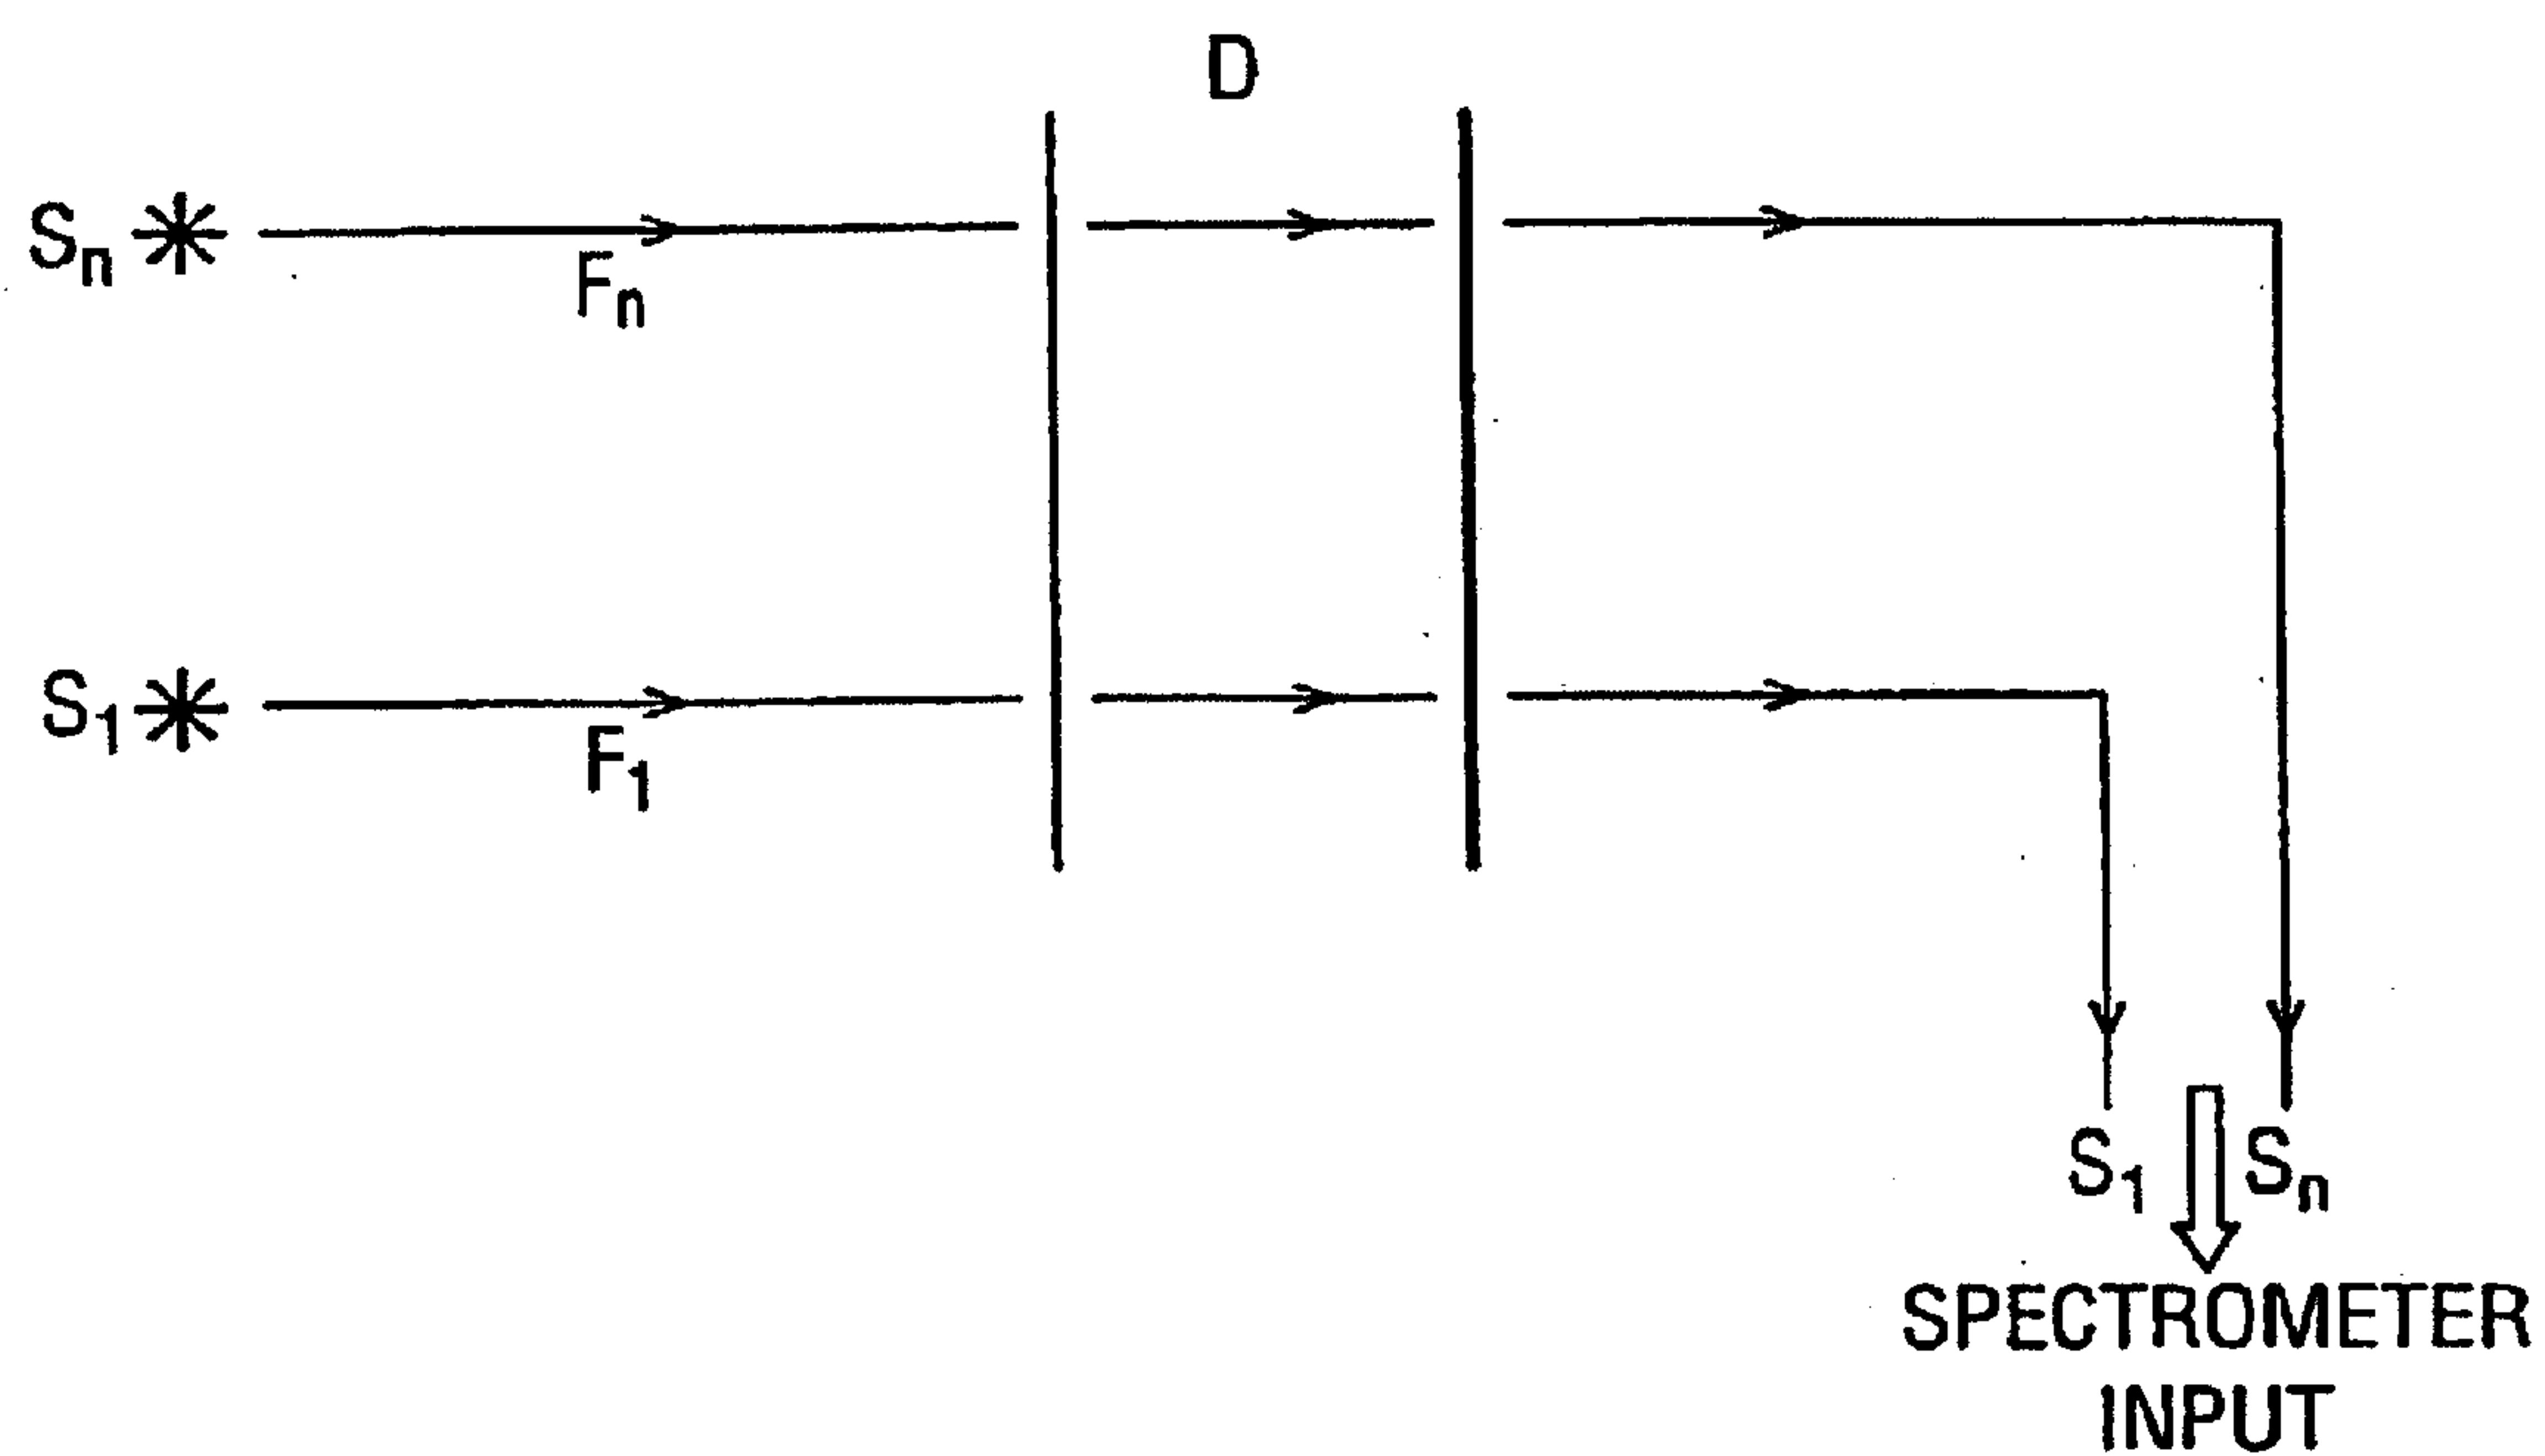 D
Sn
Fn
S1
F1
S1 Sn
SPECTROMETER
INPUT